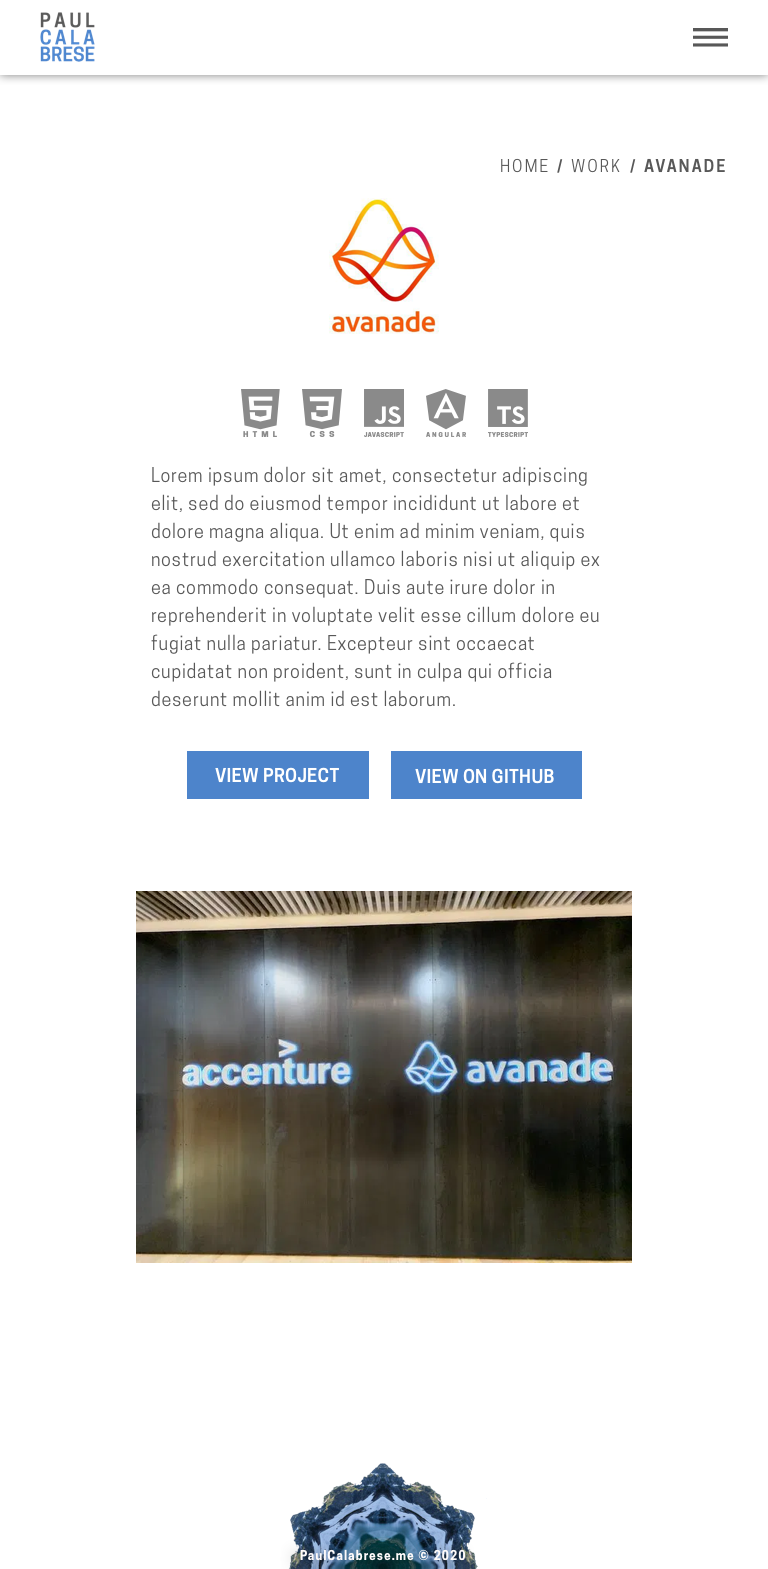 PAUL
CALA
BRESE
HOME / WORK / AVANADE
avanade
HTML CSS JS JAVASCRIPT A ANGULAR TS TYPESCRIPT
Lorem ipsum dolor sit amet, consectetur adipiscing
elit, sed do eiusmod tempor incididunt ut labore et
dolore magna aliqua. Ut enim ad minim veniam, quis
nostrud exercitation ullamco laboris nisi ut aliquip ex
ea commodo consequat. Duis aute irure dolor in
reprehenderit in voluptate velit esse cillum dolore eu
fugiat nulla pariatur. Excepteur sint occaecat
cupidatat non proident, sunt in culpa qui officia
deserunt mollit anim id est laborum.
VIEW PROJECT VIEW ON GITHUB
accenture avanade
PaulCalabrese.me © 2020